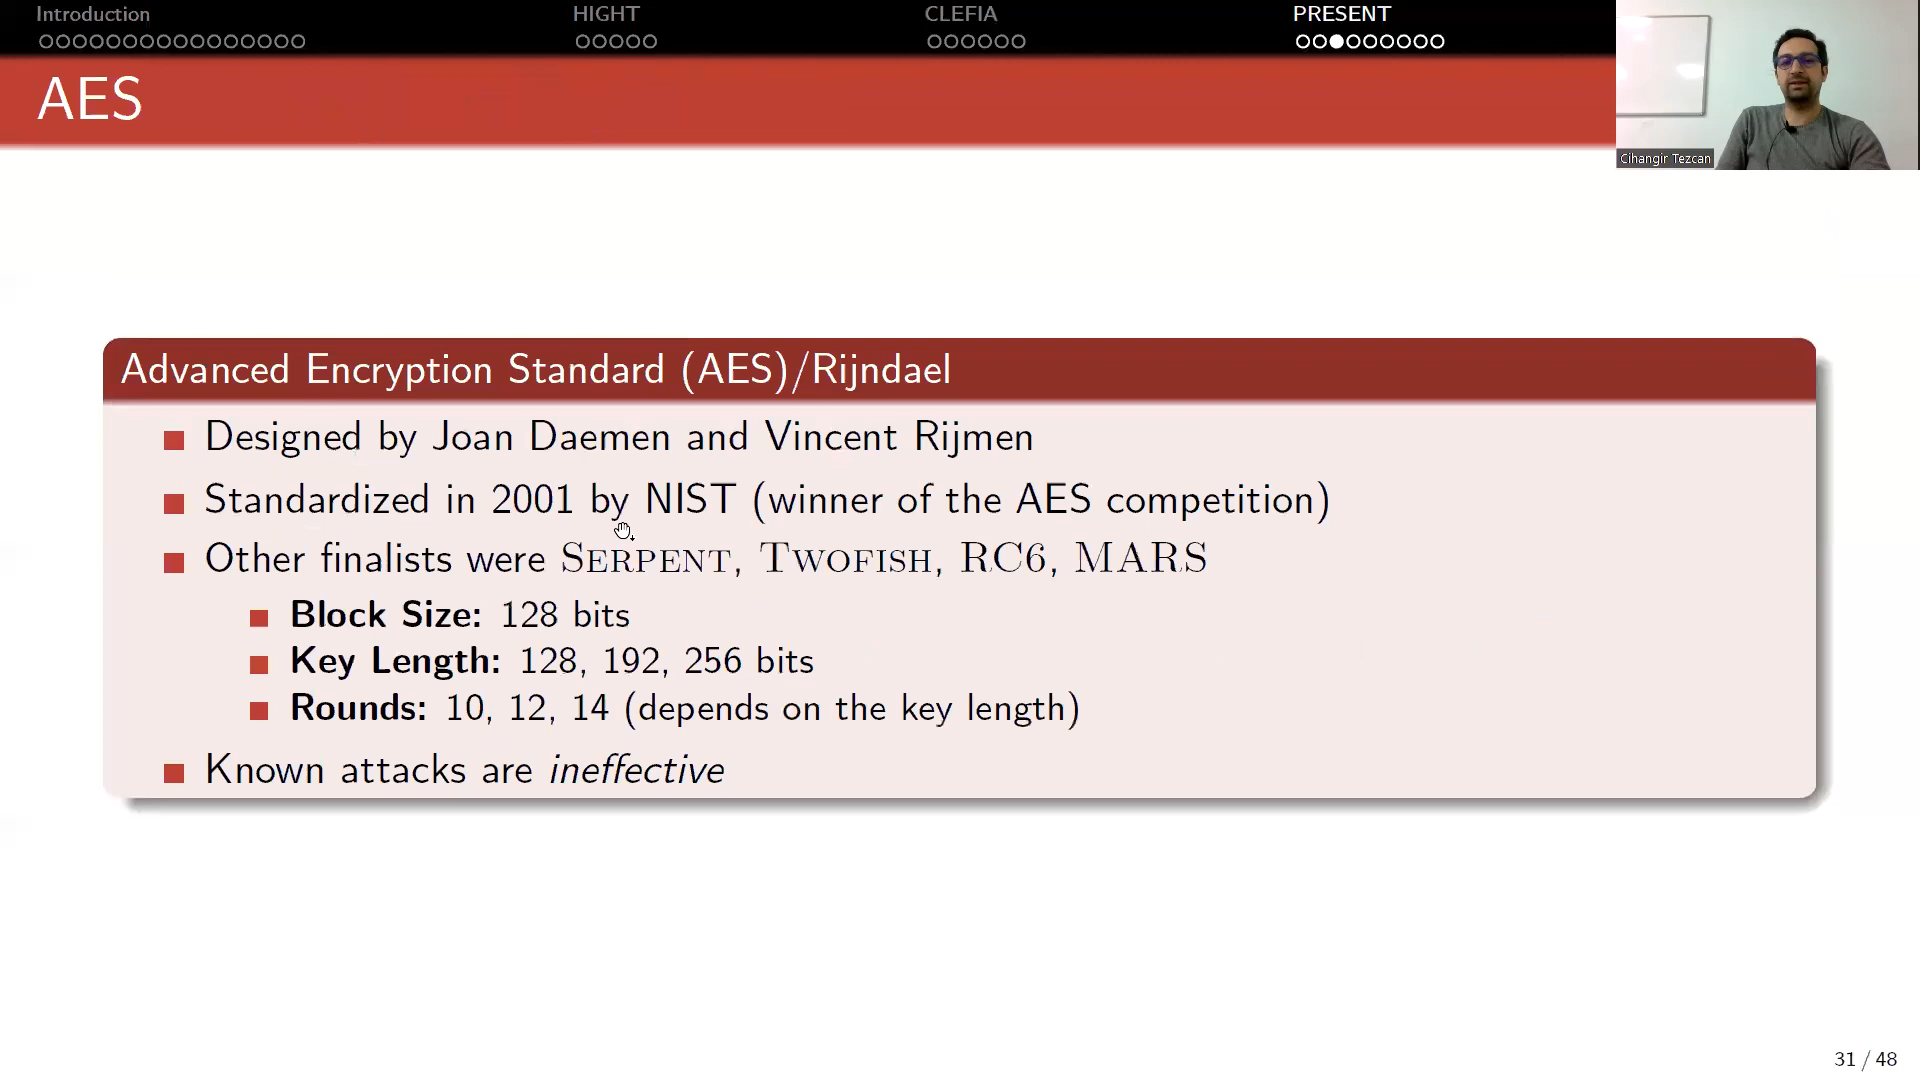 Introduction
HIGHT
CLEFIA
PRESENT
AES
Cihangir Tezcan
Advanced Encryption Standard (AES)/Rijndael
Designed by Joan Daemen and Vincent Rijmen
Standardized in 2001 by NIST (winner of the AES competition)
Other finalists were SERPENT, TWOFISH, RC6, MARS
Block Size: 128 bits
Key Length: 128, 192, 256 bits
Rounds: 10, 12, 14 (depends on the key length)
Known attacks are ineffective
31 / 48